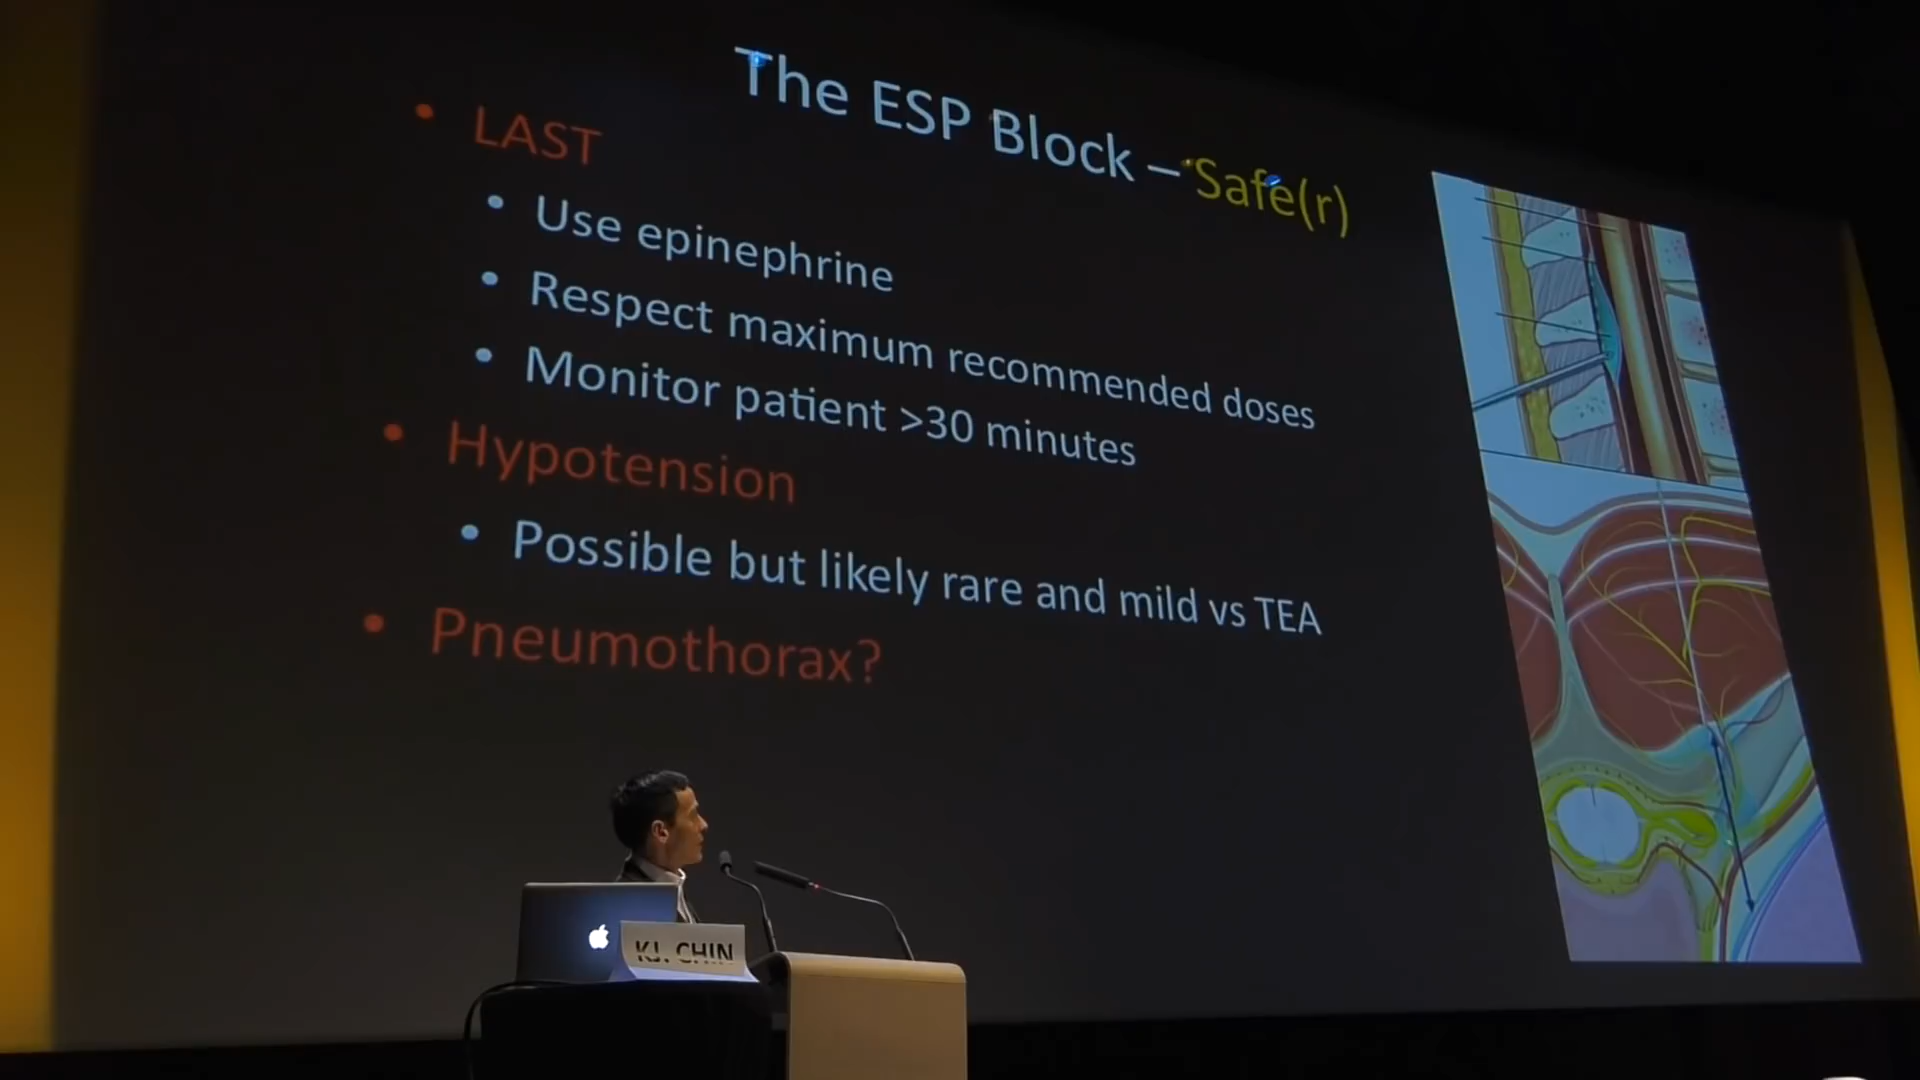 The ESP Block – Safe(r)
• LAST
• Use epinephrine
• Respect maximum recommended doses
• Monitor patient >30 minutes
• Hypotension
• Possible but likely rare and mild vs TEA
• Pneumothorax?
KJ. CHIN